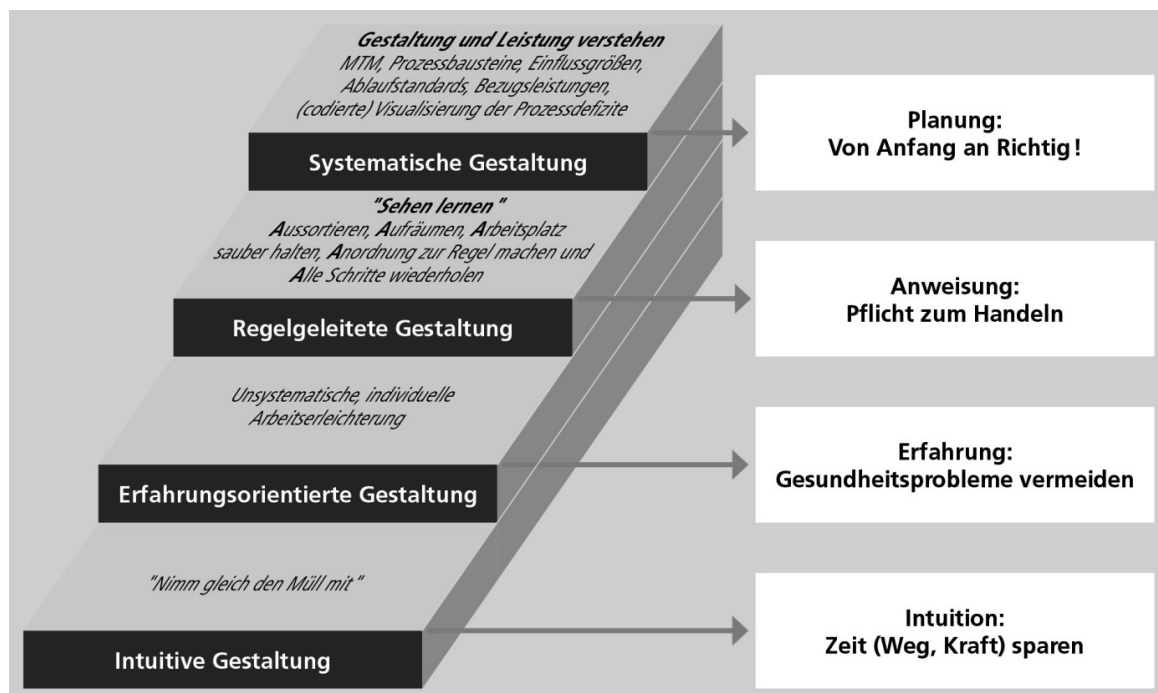 Gestaltung und Leistung verstehen
MTM, Prozessbausteine, Einflussgrößen,
Ablaufstandards, Bezugsleistungen,
(codierte) Visualisierung der Prozessdefizite
Systematische Gestaltung
Planung:
Von Anfang an Richtig!
"Sehen lernen"
Aussortieren, Aufräumen, Arbeitsplatz
sauber halten, Anordnung zur Regel machen und
Alle Schritte wiederholen
Regelgeleitete Gestaltung
Anweisung:
Pflicht zum Handeln
Unsystematische, individuelle
Arbeitserleichterung
Erfahrungsorientierte Gestaltung
Erfahrung:
Gesundheitsprobleme vermeiden
"Nimm gleich den Müll mit"
Intuitive Gestaltung
Intuition:
Zeit (Weg, Kraft) sparen